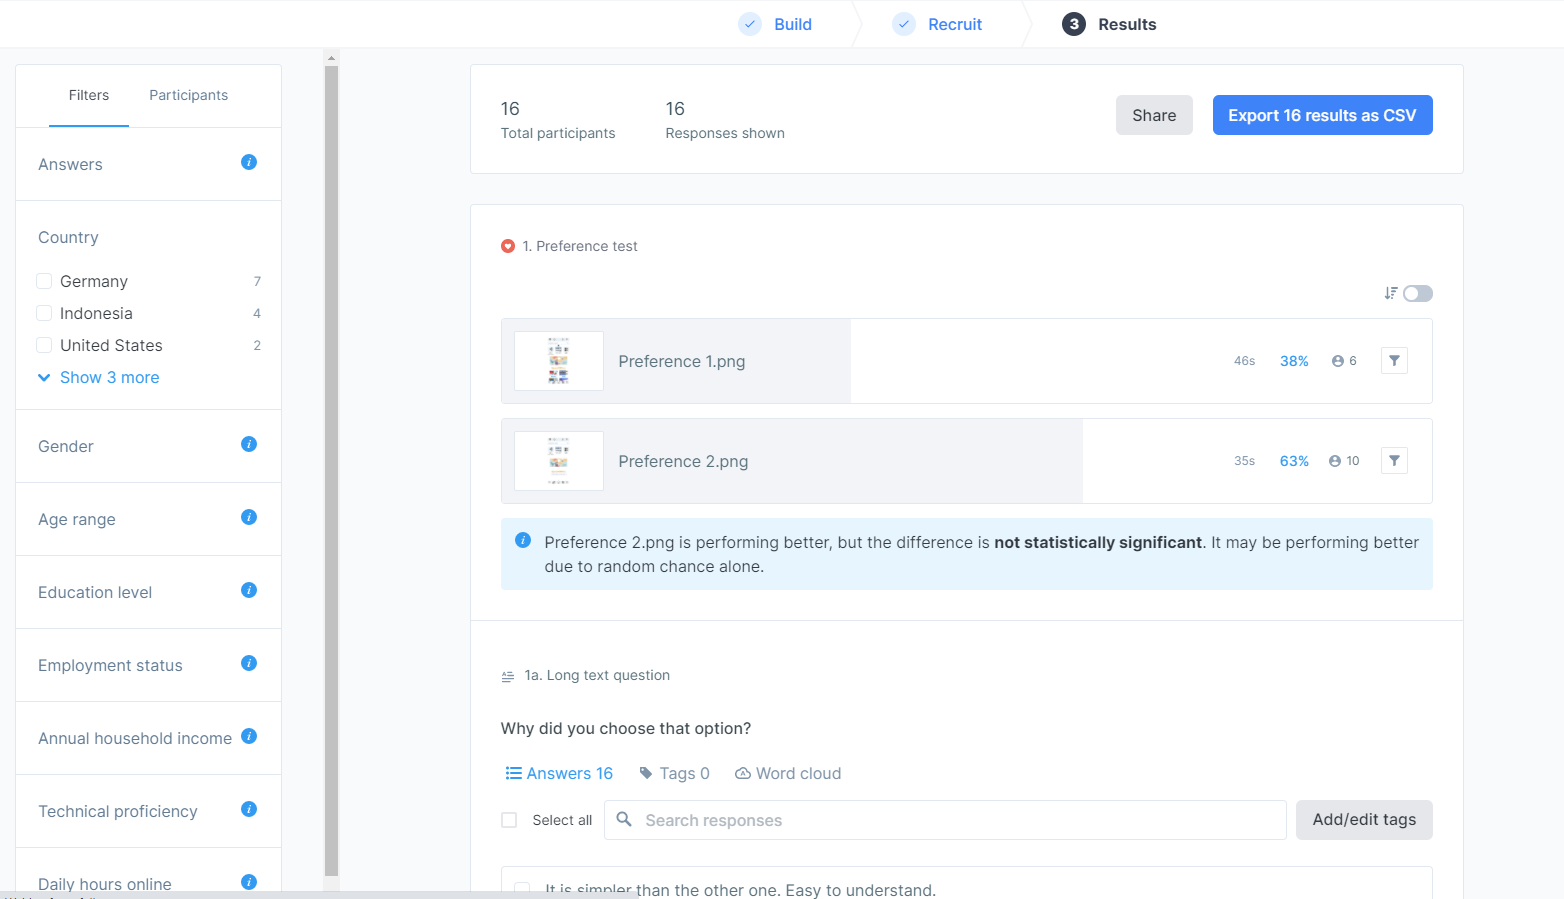 Build
Recruit
3 Results
Filters
Participants
Answers
Country
Germany 7
Indonesia 4
United States 2
Show 3 more
Gender
Age range
Education level
Employment status
Annual household income
Technical proficiency
Daily hours online
16
Total participants
16
Responses shown
Share
Export 16 results as CSV
1. Preference test
Preference 1.png 46s 38% 6
Preference 2.png 35s 63% 10
Preference 2.png is performing better, but the difference is not statistically significant. It may be performing better
due to random chance alone.
1a. Long text question
Why did you choose that option?
Answers 16 Tags 0 Word cloud
Select all Search responses Add/edit tags
It is simpler than the other one. Easy to understand.